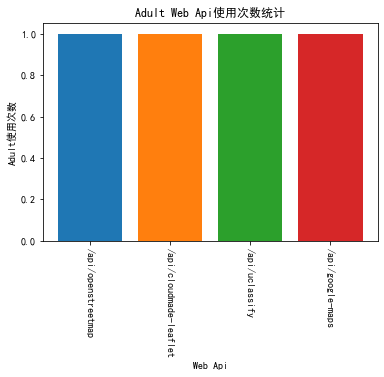 Adult Web Api使用次数统计
Adult使用次数
1.0
0.8
0.6
0.4
0.2
0.0
/api/openstreetmap
/api/cloudmade-leaflet
/api/uclassify
/api/google-maps
Web Api